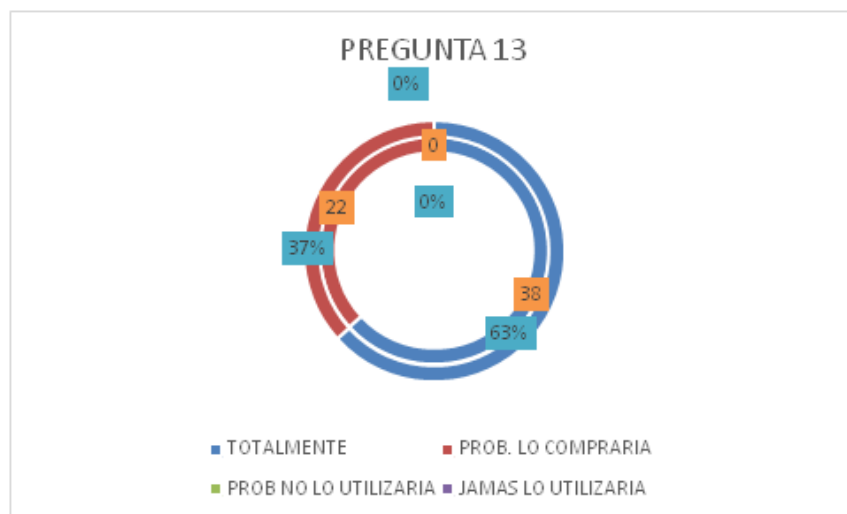 PREGUNTA 13
0%
0
0%
22
37%
38
63%
TOTALMENTE
PROB. LO COMPRARIA
PROB NO LO UTILIZARIA
JAMAS LO UTILIZARIA